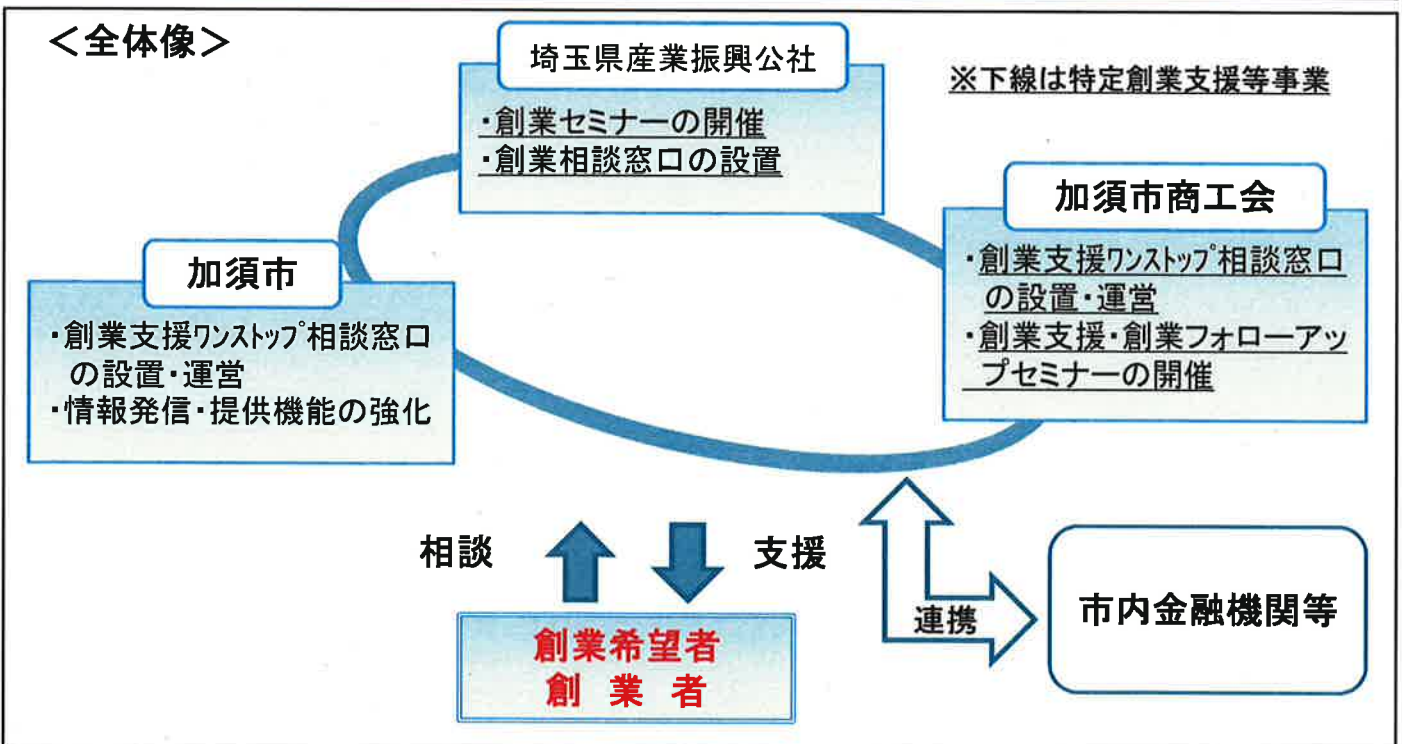 ＜全体像＞
埼玉県産業振興公社
※下線は特定創業支援等事業
・創業セミナーの開催
・創業相談窓口の設置
加須市商工会
・創業支援ﾜﾝｽﾄｯﾌﾟ相談窓口
の設置・運営
・創業支援・創業フォローアッ
プセミナーの開催
加須市
・創業支援ﾜﾝｽﾄｯﾌﾟ相談窓口
の設置・運営
・情報発信・提供機能の強化
相談
支援
連携
市内金融機関等
創業希望者
創 業 者